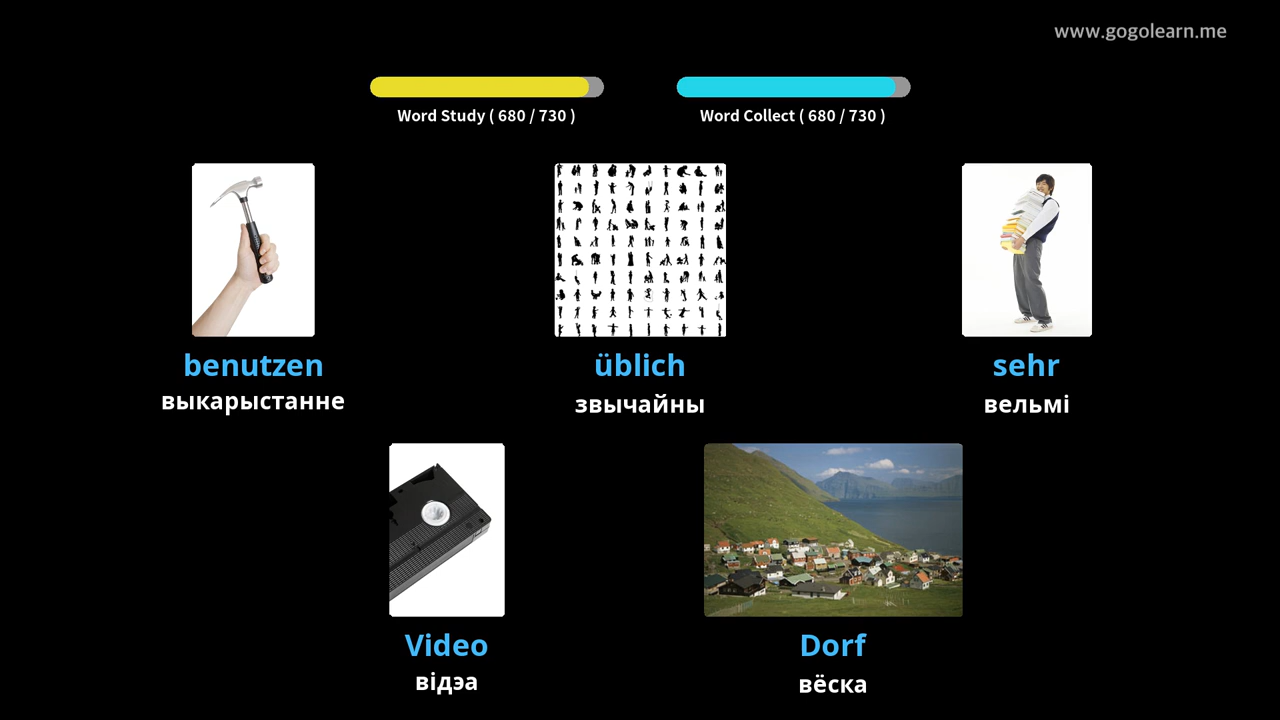 www.gogolearn.me
Word Study ( 680 / 730 )
Word Collect ( 680 / 730 )
benutzen
выкарыстанне
üblich
звычайны
sehr
вельмі
Video
відэа
Dorf
вёска